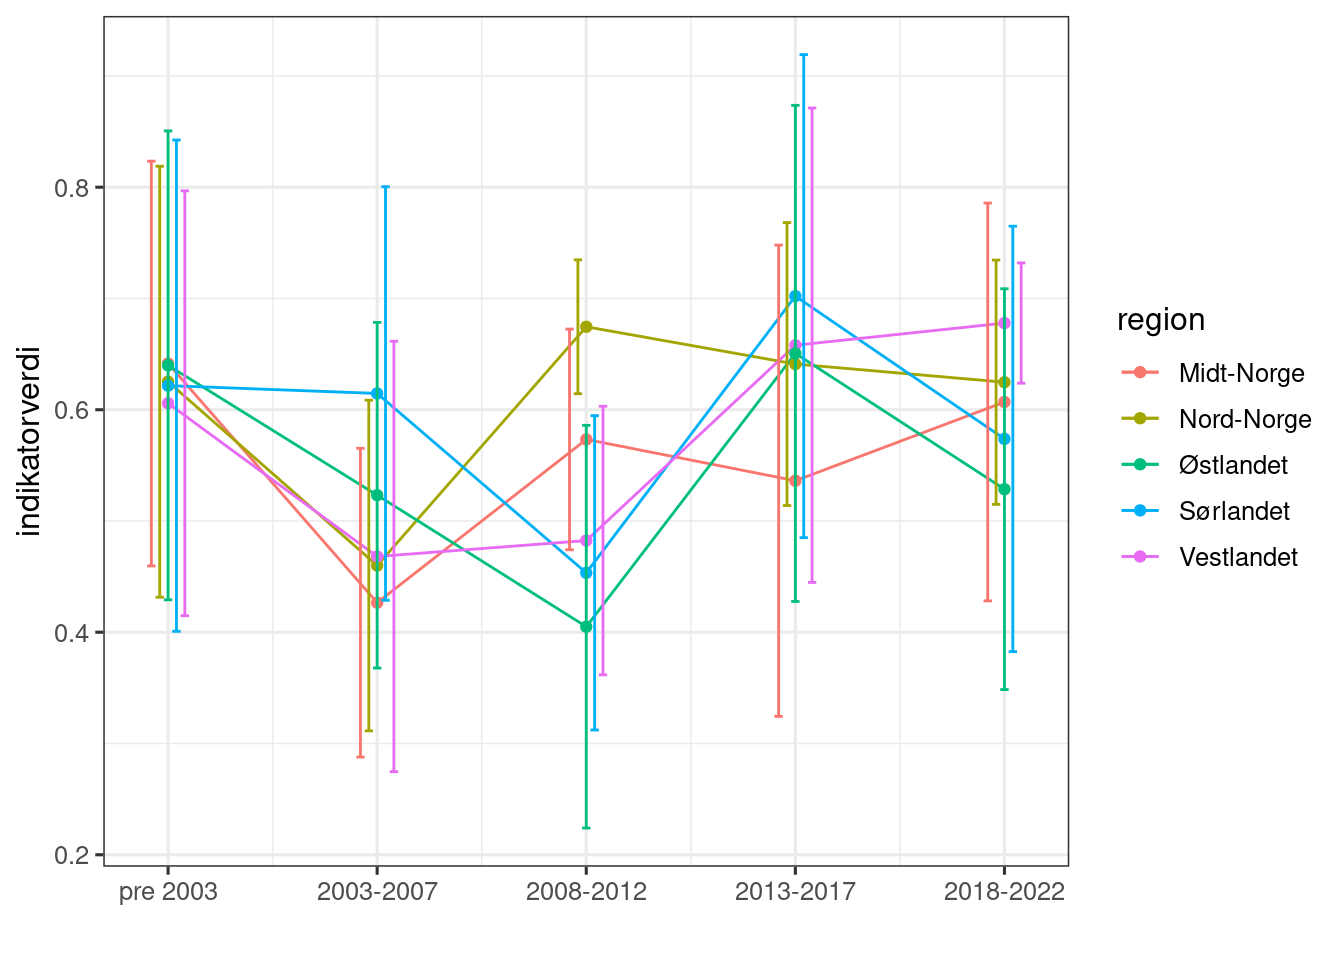 indikatorverdi
0.8
0.6
0.4
0.2
pre 2003
2003-2007
2008-2012
2013-2017
2018-2022
region
Midt-Norge
Nord-Norge
Østlandet
Sørlandet
Vestlandet